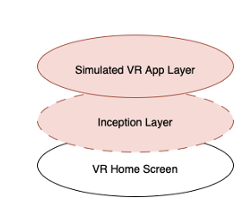 Simulated VR App Layer
Inception Layer
VR Home Screen